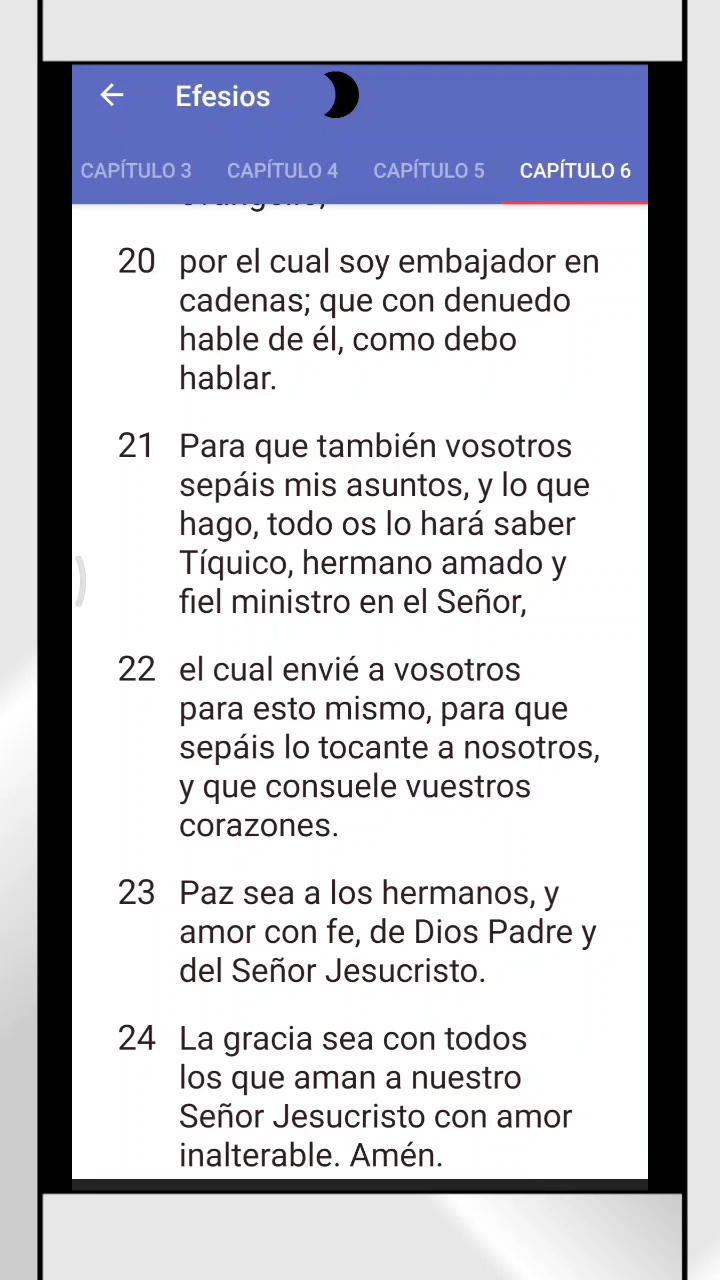 Efesios
CAPÍTULO 3 CAPÍTULO 4 CAPÍTULO 5 CAPÍTULO 6
20 por el cual soy embajador en
cadenas; que con denuedo
hable de él, como debo
hablar.
21 Para que también vosotros
sepáis mis asuntos, y lo que
hago, todo os lo hará saber
Tíquico, hermano amado y
fiel ministro en el Señor,
22 el cual envié a vosotros
para esto mismo, para que
sepáis lo tocante a nosotros,
y que consuele vuestros
corazones.
23 Paz sea a los hermanos, y
amor con fe, de Dios Padre y
del Señor Jesucristo.
24 La gracia sea con todos
los que aman a nuestro
Señor Jesucristo con amor
inalterable. Amén.